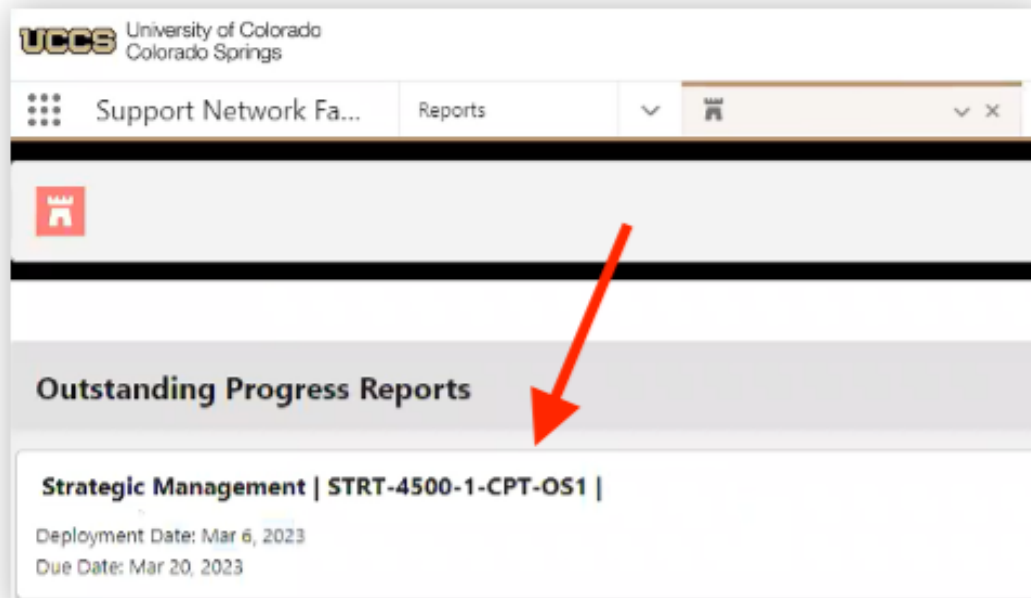 UCCS University of Colorado
Colorado Springs
Support Network Fa... Reports
Outstanding Progress Reports
Strategic Management | STRT-4500-1-CPT-OS1 |
Deployment Date: Mar 6, 2023
Due Date: Mar 20, 2023